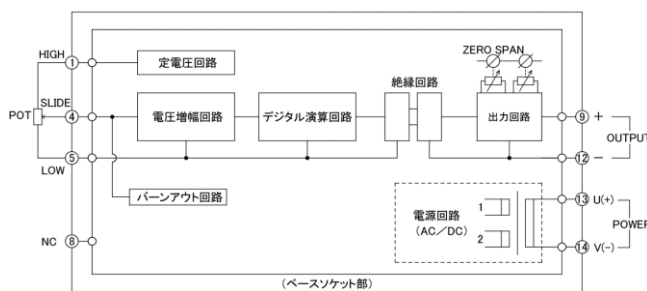 ZERO SPAN
HIGH
①
定電圧回路
絶縁回路
SLIDE
POT
④
電圧増幅回路
デジタル演算回路
出力回路
⑨
+
OUTPUT
⑤
LOW
⑫
−
バーンアウト回路
電源回路
(AC/DC)
1
2
⑬
U(+)
POWER
NC
⑧
⑭
V(−)
(ベースソケット部)